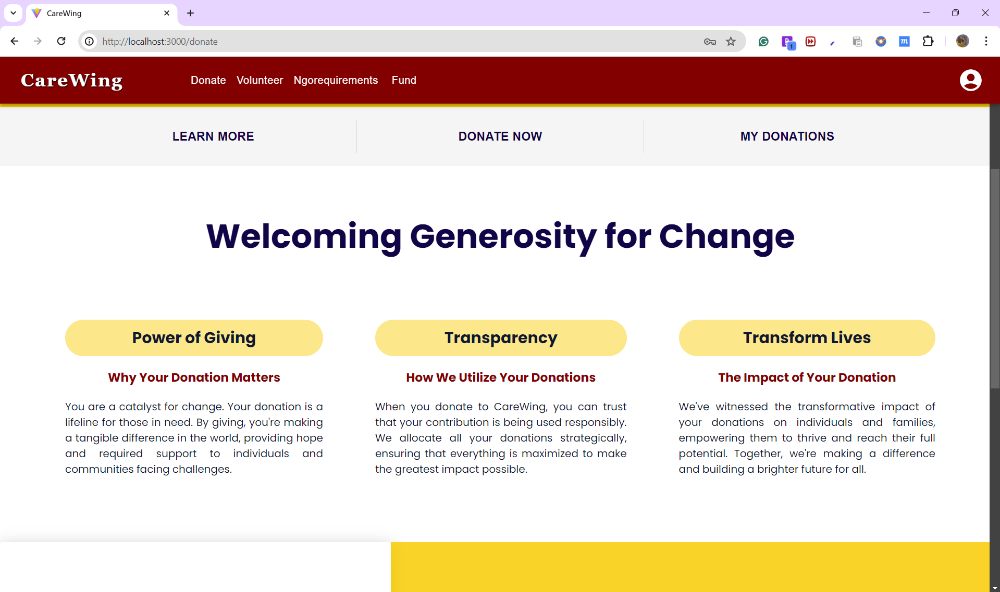 CareWing
http://localhost:3000/donate
1
m
CareWing
Donate Volunteer Ngorequirements Fund
LEARN MORE DONATE NOW MY DONATIONS
Welcoming Generosity for Change
Power of Giving
Why Your Donation Matters
You are a catalyst for change. Your donation is a
lifeline for those in need. By giving, you're making
a tangible difference in the world, providing hope
and required support to individuals and
communities facing challenges.
Transparency
How We Utilize Your Donations
When you donate to CareWing, you can trust
that your contribution is being used responsibly.
We allocate all your donations strategically,
ensuring that everything is maximized to make
the greatest impact possible.
Transform Lives
The Impact of Your Donation
We've witnessed the transformative impact of
your donations on individuals and families,
empowering them to thrive and reach their full
potential. Together, we're making a difference
and building a brighter future for all.